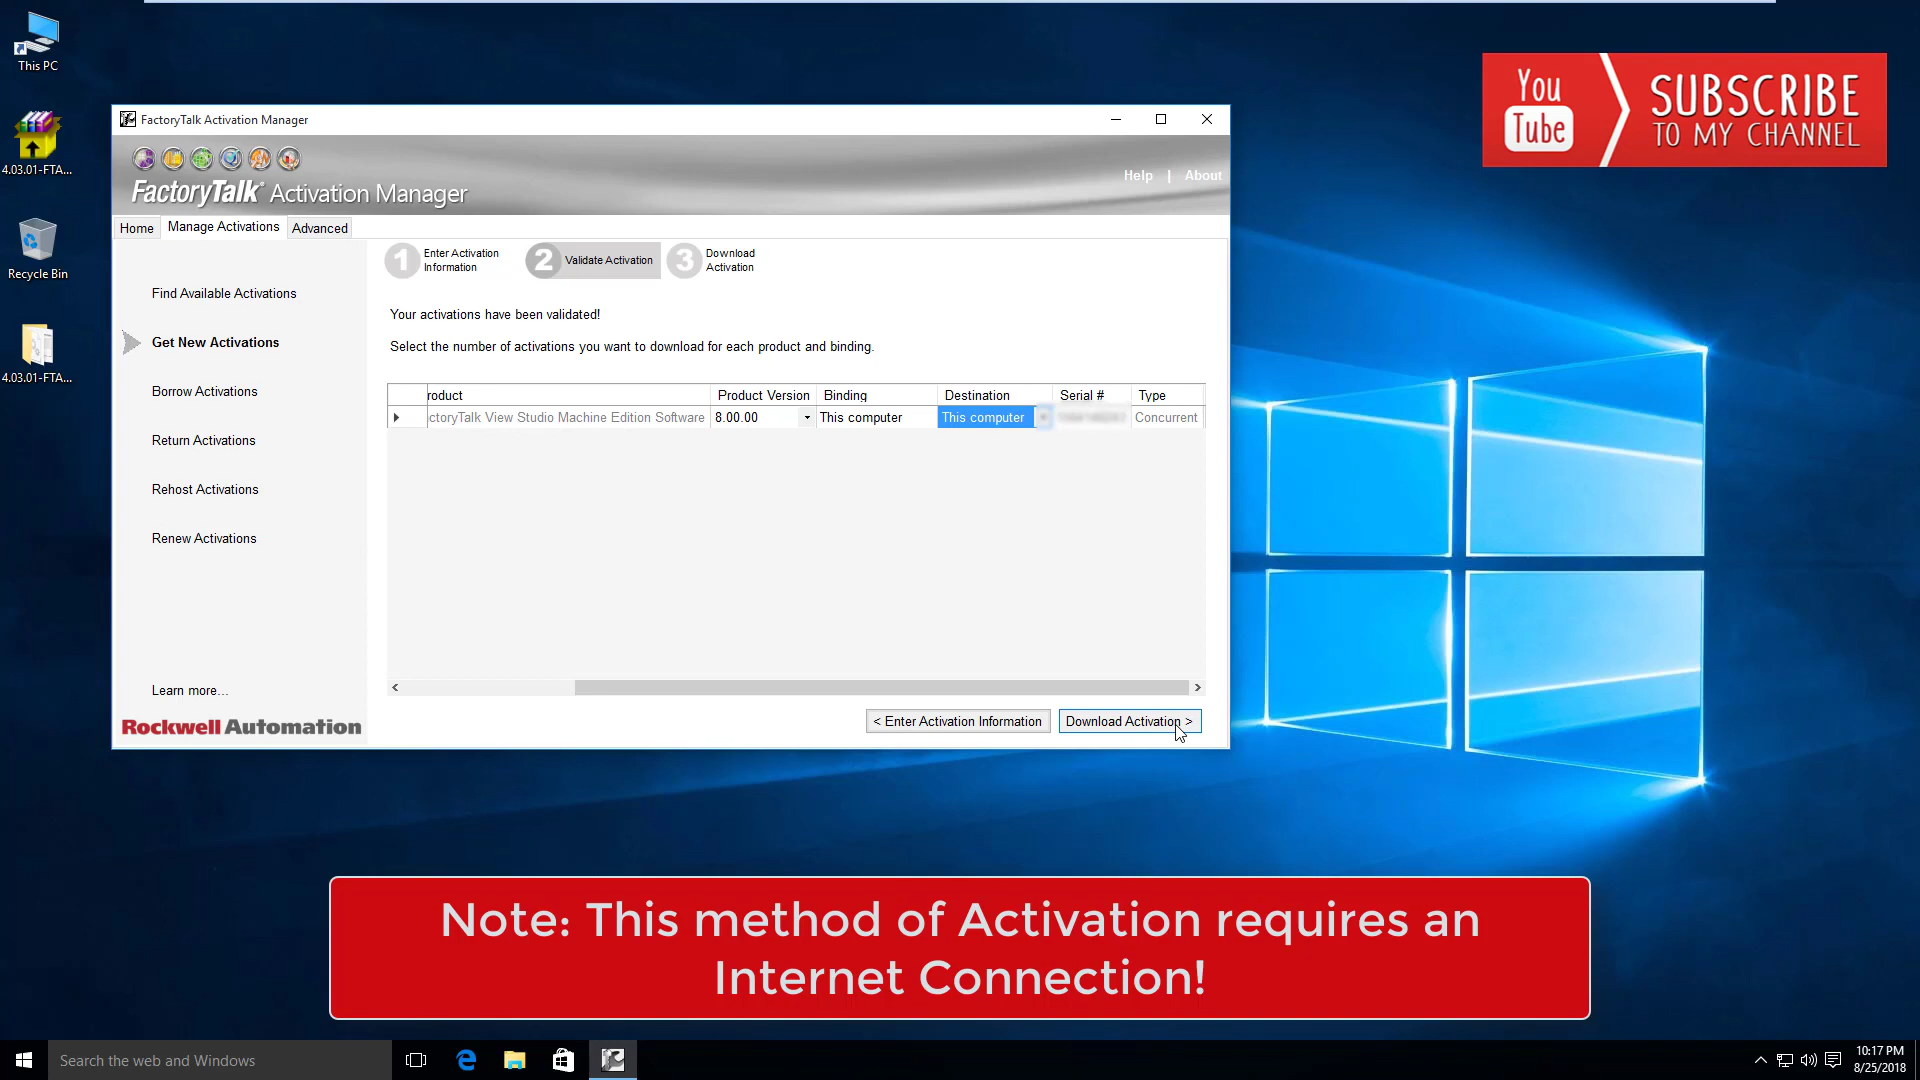 This PC
4.03.01-FTA...
Recycle Bin
4.03.01-FTA...
You
Tube
SUBSCRIBE
TO MY CHANNEL
FactoryTalk Activation Manager
FactoryTalk® Activation Manager
Help | About
Home
Manage Activations
Advanced
Find Available Activations
Get New Activations
Borrow Activations
Return Activations
Rehost Activations
Renew Activations
Learn more...
Rockwell Automation
1
Enter Activation
Information
2
Validate Activation
3
Download
Activation
Your activations have been validated!
Select the number of activations you want to download for each product and binding.
roduct Product Version Binding Destination Serial # Type
ctoryTalk View Studio Machine Edition Software 8.00.00 This computer This computer Concurrent
< Enter Activation Information
Download Activation >
Note: This method of Activation requires an
Internet Connection!
Search the web and Windows
10:17 PM
8/25/2018